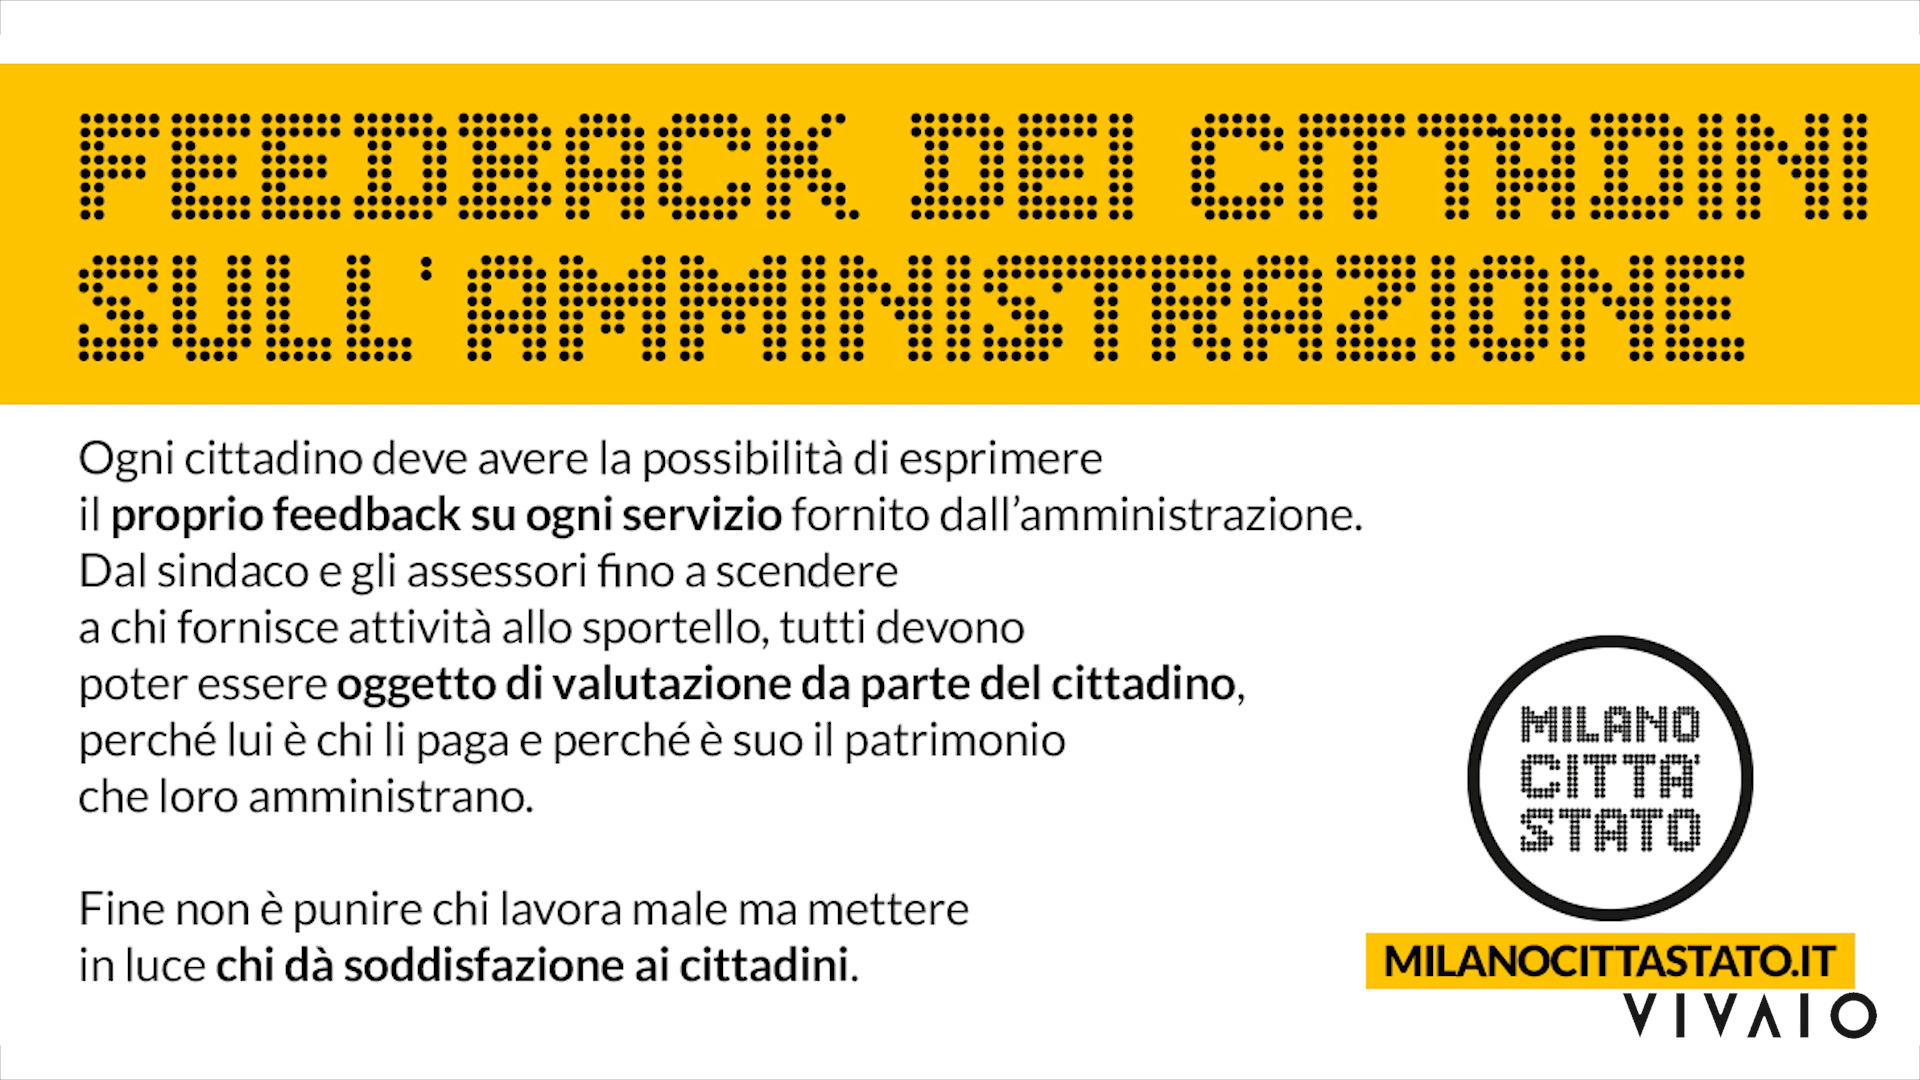 FEEDBACK DEI CITTADINI
SULL'AMMINISTRAZIONE
Ogni cittadino deve avere la possibilità di esprimere
il proprio feedback su ogni servizio fornito dall’amministrazione.
Dal sindaco e gli assessori fino a scendere
a chi fornisce attività allo sportello, tutti devono
poter essere oggetto di valutazione da parte del cittadino,
perché lui è chi li paga e perché è suo il patrimonio
che loro amministrano.
Fine non è punire chi lavora male ma mettere
in luce chi dà soddisfazione ai cittadini.
MILANO
CITTA'
STATO
MILANOCITTASTATO.IT
VIVAIO